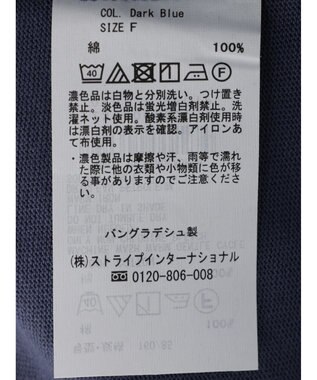 COL. Dark Blue
SIZE F
綿 100%
40
F
濃色品は白物と分別洗い。つけ置き
禁止。淡色品は蛍光増白剤禁止。洗
濯ネット使用。酸素系漂白剤使用時
は漂白剤の表示を確認。アイロンあ
て布使用。
・濃色製品は摩擦や汗、雨等で濡れ
た際に他の衣類や小物類に色が移
る事がありますのでご注意くださ
い。
バングラデシュ製
(株)ストライプインターナショナル
0120-806-008